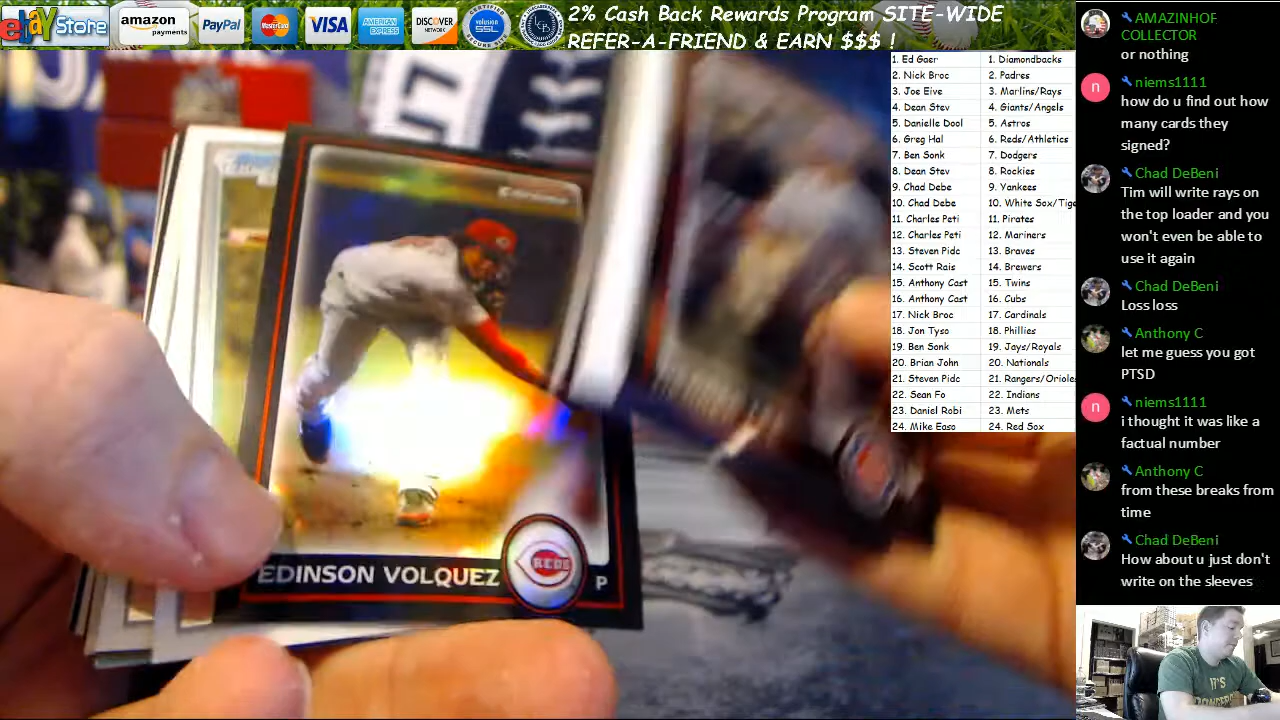 ebay Store
amazon
payments
PayPal
MasterCard
VISA
AMERICAN
EXPRESS
DISCOVER
NETWORK
volusion
SSL
2% Cash Back Rewards Program SITE-WIDE
REFER-A-FRIEND & EARN $$$ !
1. Ed Gaer 1. Diamondbacks
2. Nick Broc 2. Padres
3. Joe Eive 3. Marlins/Rays
4. Dean Stev 4. Giants/Angels
5. Danielle Dool 5. Astros
6. Greg Hal 6. Reds/Athletics
7. Ben Sonk 7. Dodgers
8. Dean Stev 8. Rockies
9. Chad Debe 9. Yankees
10. Chad Debe 10. White Sox/Tige
11. Charles Peti 11. Pirates
12. Charles Peti 12. Mariners
13. Steven Pidc 13. Braves
14. Scott Rais 14. Brewers
15. Anthony Cast 15. Twins
16. Anthony Cast 16. Cubs
17. Nick Broc 17. Cardinals
18. Jon Tyso 18. Phillies
19. Ben Sonk 19. Jays/Royals
20. Brian John 20. Nationals
21. Steven Pidc 21. Rangers/Oriole
22. Sean Fo 22. Indians
23. Daniel Robi 23. Mets
24. Mike Easo 24. Red Sox
EDINSON VOLQUEZ
REDS
P
AMAZINHOF
COLLECTOR
or nothing
n
niems1111
how do u find out how
many cards they
signed?
Chad DeBeni
Tim will write rays on
the top loader and you
won't even be able to
use it again
Chad DeBeni
Loss loss
Anthony C
let me guess you got
PTSD
n
niems1111
i thought it was like a
factual number
Anthony C
from these breaks from
time
Chad DeBeni
How about u just don't
write on the sleeves
IT'S